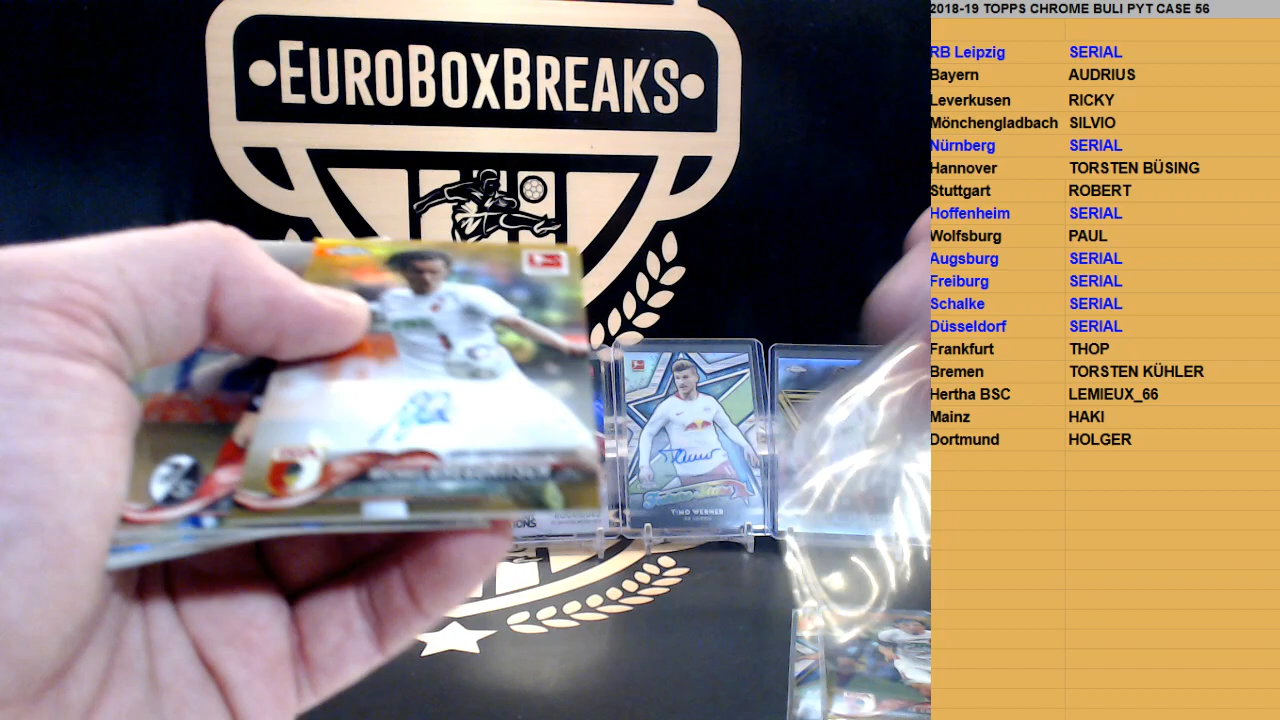 EUROBOXBREAKS
TIMO WERNER
2018-19 TOPPS CHROME BULI PYT CASE 56
RB Leipzig SERIAL
Bayern AUDRIUS
Leverkusen RICKY
Mönchengladbach SILVIO
Nürnberg SERIAL
Hannover TORSTEN BÜSING
Stuttgart ROBERT
Hoffenheim SERIAL
Wolfsburg PAUL
Augsburg SERIAL
Freiburg SERIAL
Schalke SERIAL
Düsseldorf SERIAL
Frankfurt THOP
Bremen TORSTEN KÜHLER
Hertha BSC LEMIEUX_66
Mainz HAKI
Dortmund HOLGER